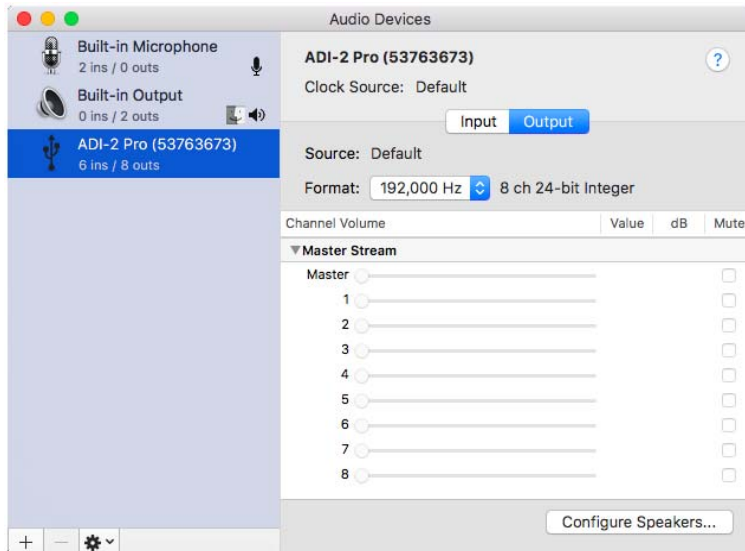 Audio Devices
Built-in Microphone
2 ins / 0 outs
Built-in Output
0 ins / 2 outs
ADI-2 Pro (53763673)
6 ins / 8 outs
ADI-2 Pro (53763673)
?
Clock Source: Default
Input Output
Source: Default
Format: 192,000 Hz 8 ch 24-bit Integer
Channel Volume Value dB Mute
Master Stream
Master
1
2
3
4
5
6
7
8
Configure Speakers...